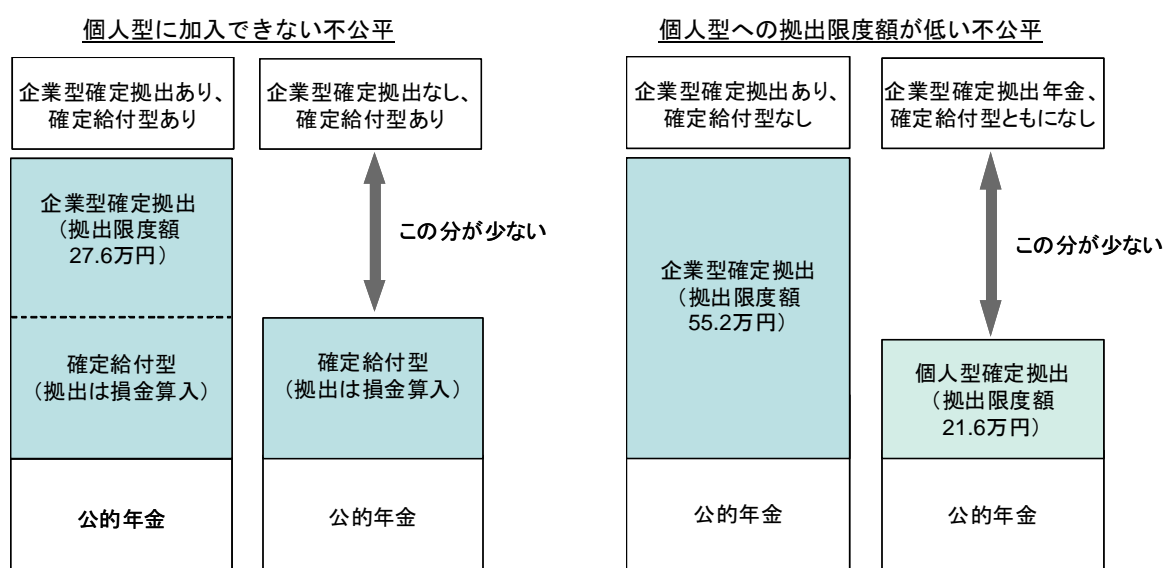 個人型に加入できない不公平
企業型確定拠出あり、
確定給付型あり
企業型確定拠出なし、
確定給付型あり
企業型確定拠出
（拠出限度額
27.6万円）
この分が少ない
確定給付型
（拠出は損金算入）
確定給付型
（拠出は損金算入）
公的年金
公的年金
個人型への拠出限度額が低い不公平
企業型確定拠出あり、
確定給付型なし
企業型確定拠出年金、
確定給付型ともになし
この分が少ない
企業型確定拠出
（拠出限度額
55.2万円）
個人型確定拠出
（拠出限度額
21.6万円）
公的年金
公的年金